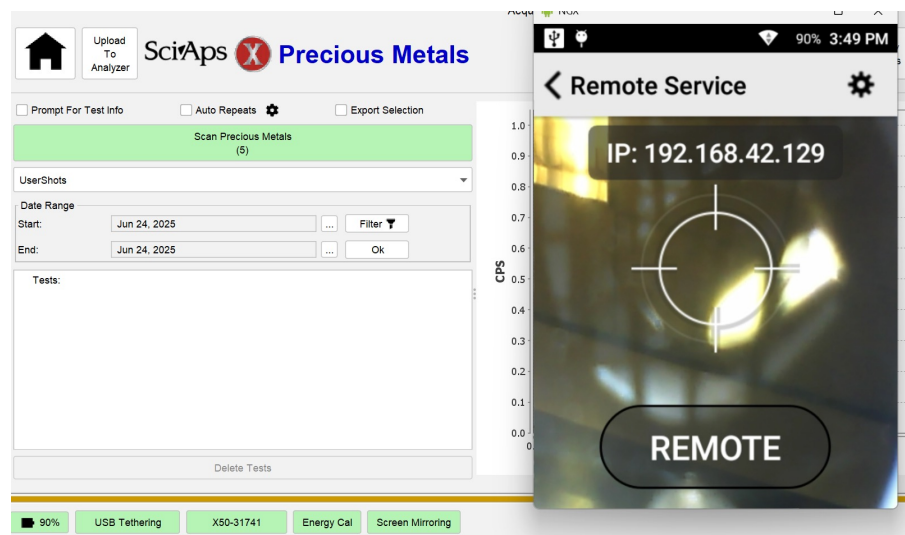 Upload
To
Analyzer
SciAps X Precious Metals
Prompt For Test Info
Auto Repeats
Export Selection
Scan Precious Metals
(5)
UserShots
Date Range
Start:
Jun 24, 2025
...
Filter
End:
Jun 24, 2025
...
Ok
Tests:
Delete Tests
90%
USB Tethering
X50-31741
Energy Cal
Screen Mirroring
CPS
1.0
0.9
0.8
0.7
0.6
0.5
0.4
0.3
0.2
0.1
0.0
90% 3:49 PM
Remote Service
IP: 192.168.42.129
REMOTE